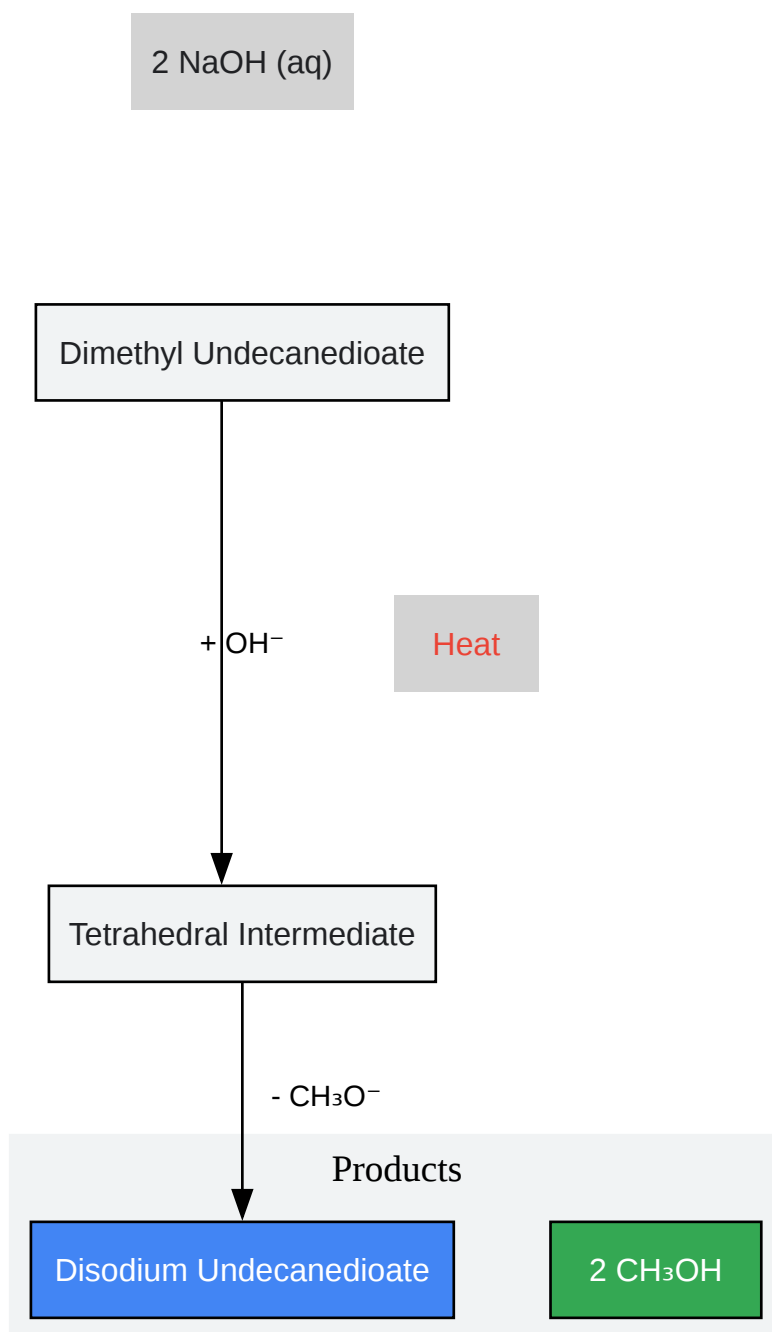 2 NaOH (aq)
Dimethyl Undecanedioate
+ OH⁻
Heat
Tetrahedral Intermediate
- CH₃O⁻
Products
Disodium Undecanedioate
2 CH₃OH